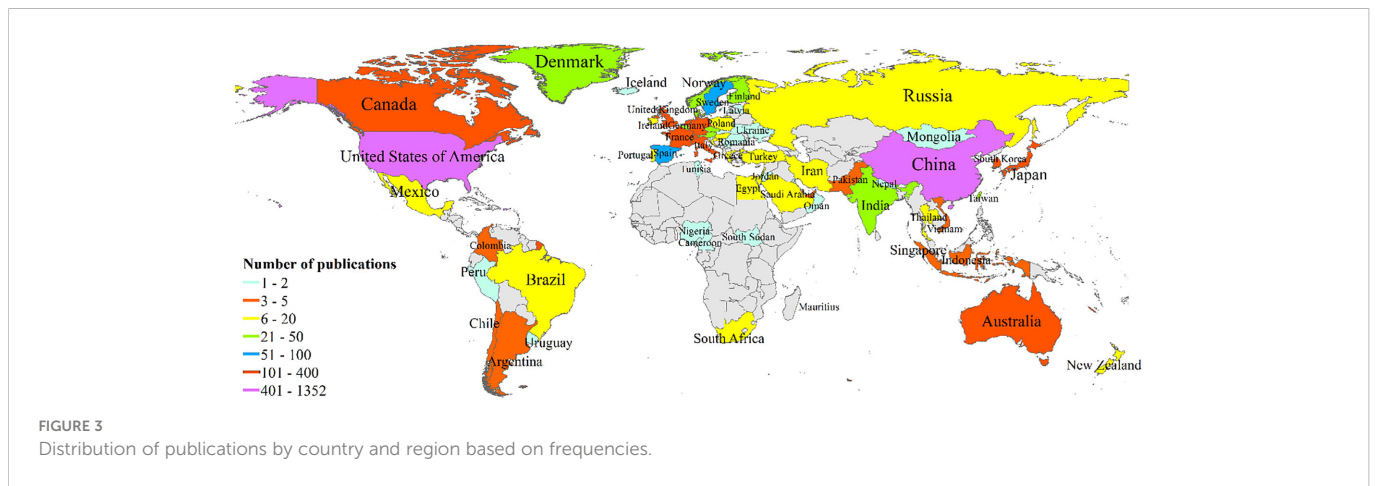 Denmark
Iceland
Norway
Finland
Sweden
Latvia
Russia
Canada
United Kingdom
Ireland
Germany
Poland
Ukraine
France
Romania
Mongolia
Italy
United States of America
Portugal
Spain
Greece
Turkey
China
South Korea
Japan
Tunisia
Jordan
Iran
Pakistan
Nepal
Mexico
Egypt
Saudi Arabia
Oman
India
Taiwan
Thailand
Vietnam
Nigeria
Cameroon
South Sudan
Colombia
Singapore
Indonesia
Peru
Brazil
Mauritius
Chile
Uruguay
South Africa
Australia
Argentina
New Zealand
Number of publications
1 - 2
3 - 5
6 - 20
21 - 50
51 - 100
101 - 400
401 - 1352
FIGURE 3
Distribution of publications by country and region based on frequencies.